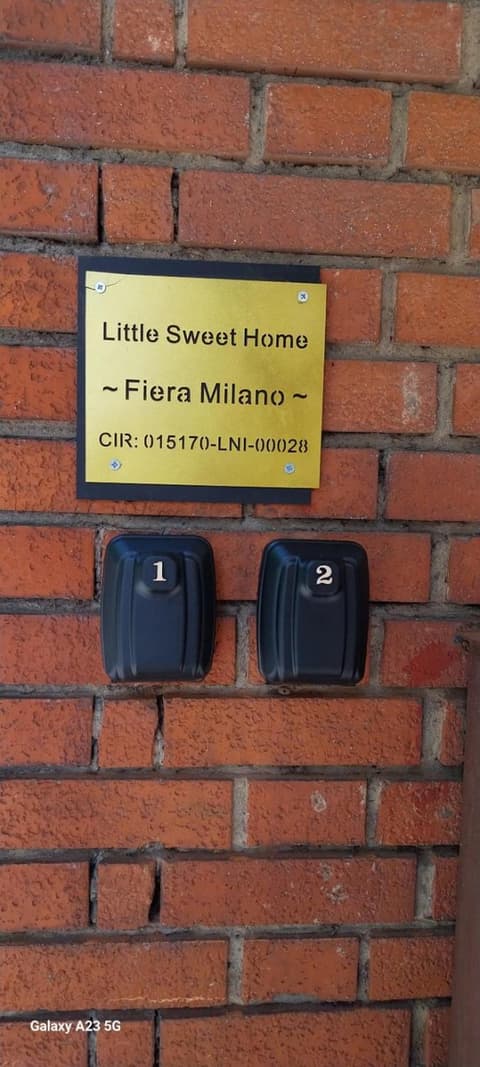 Little Sweet Home
~ Fiera Milano ~
CIR: 015170-LNI-00028
1
2
Galaxy A23 5G